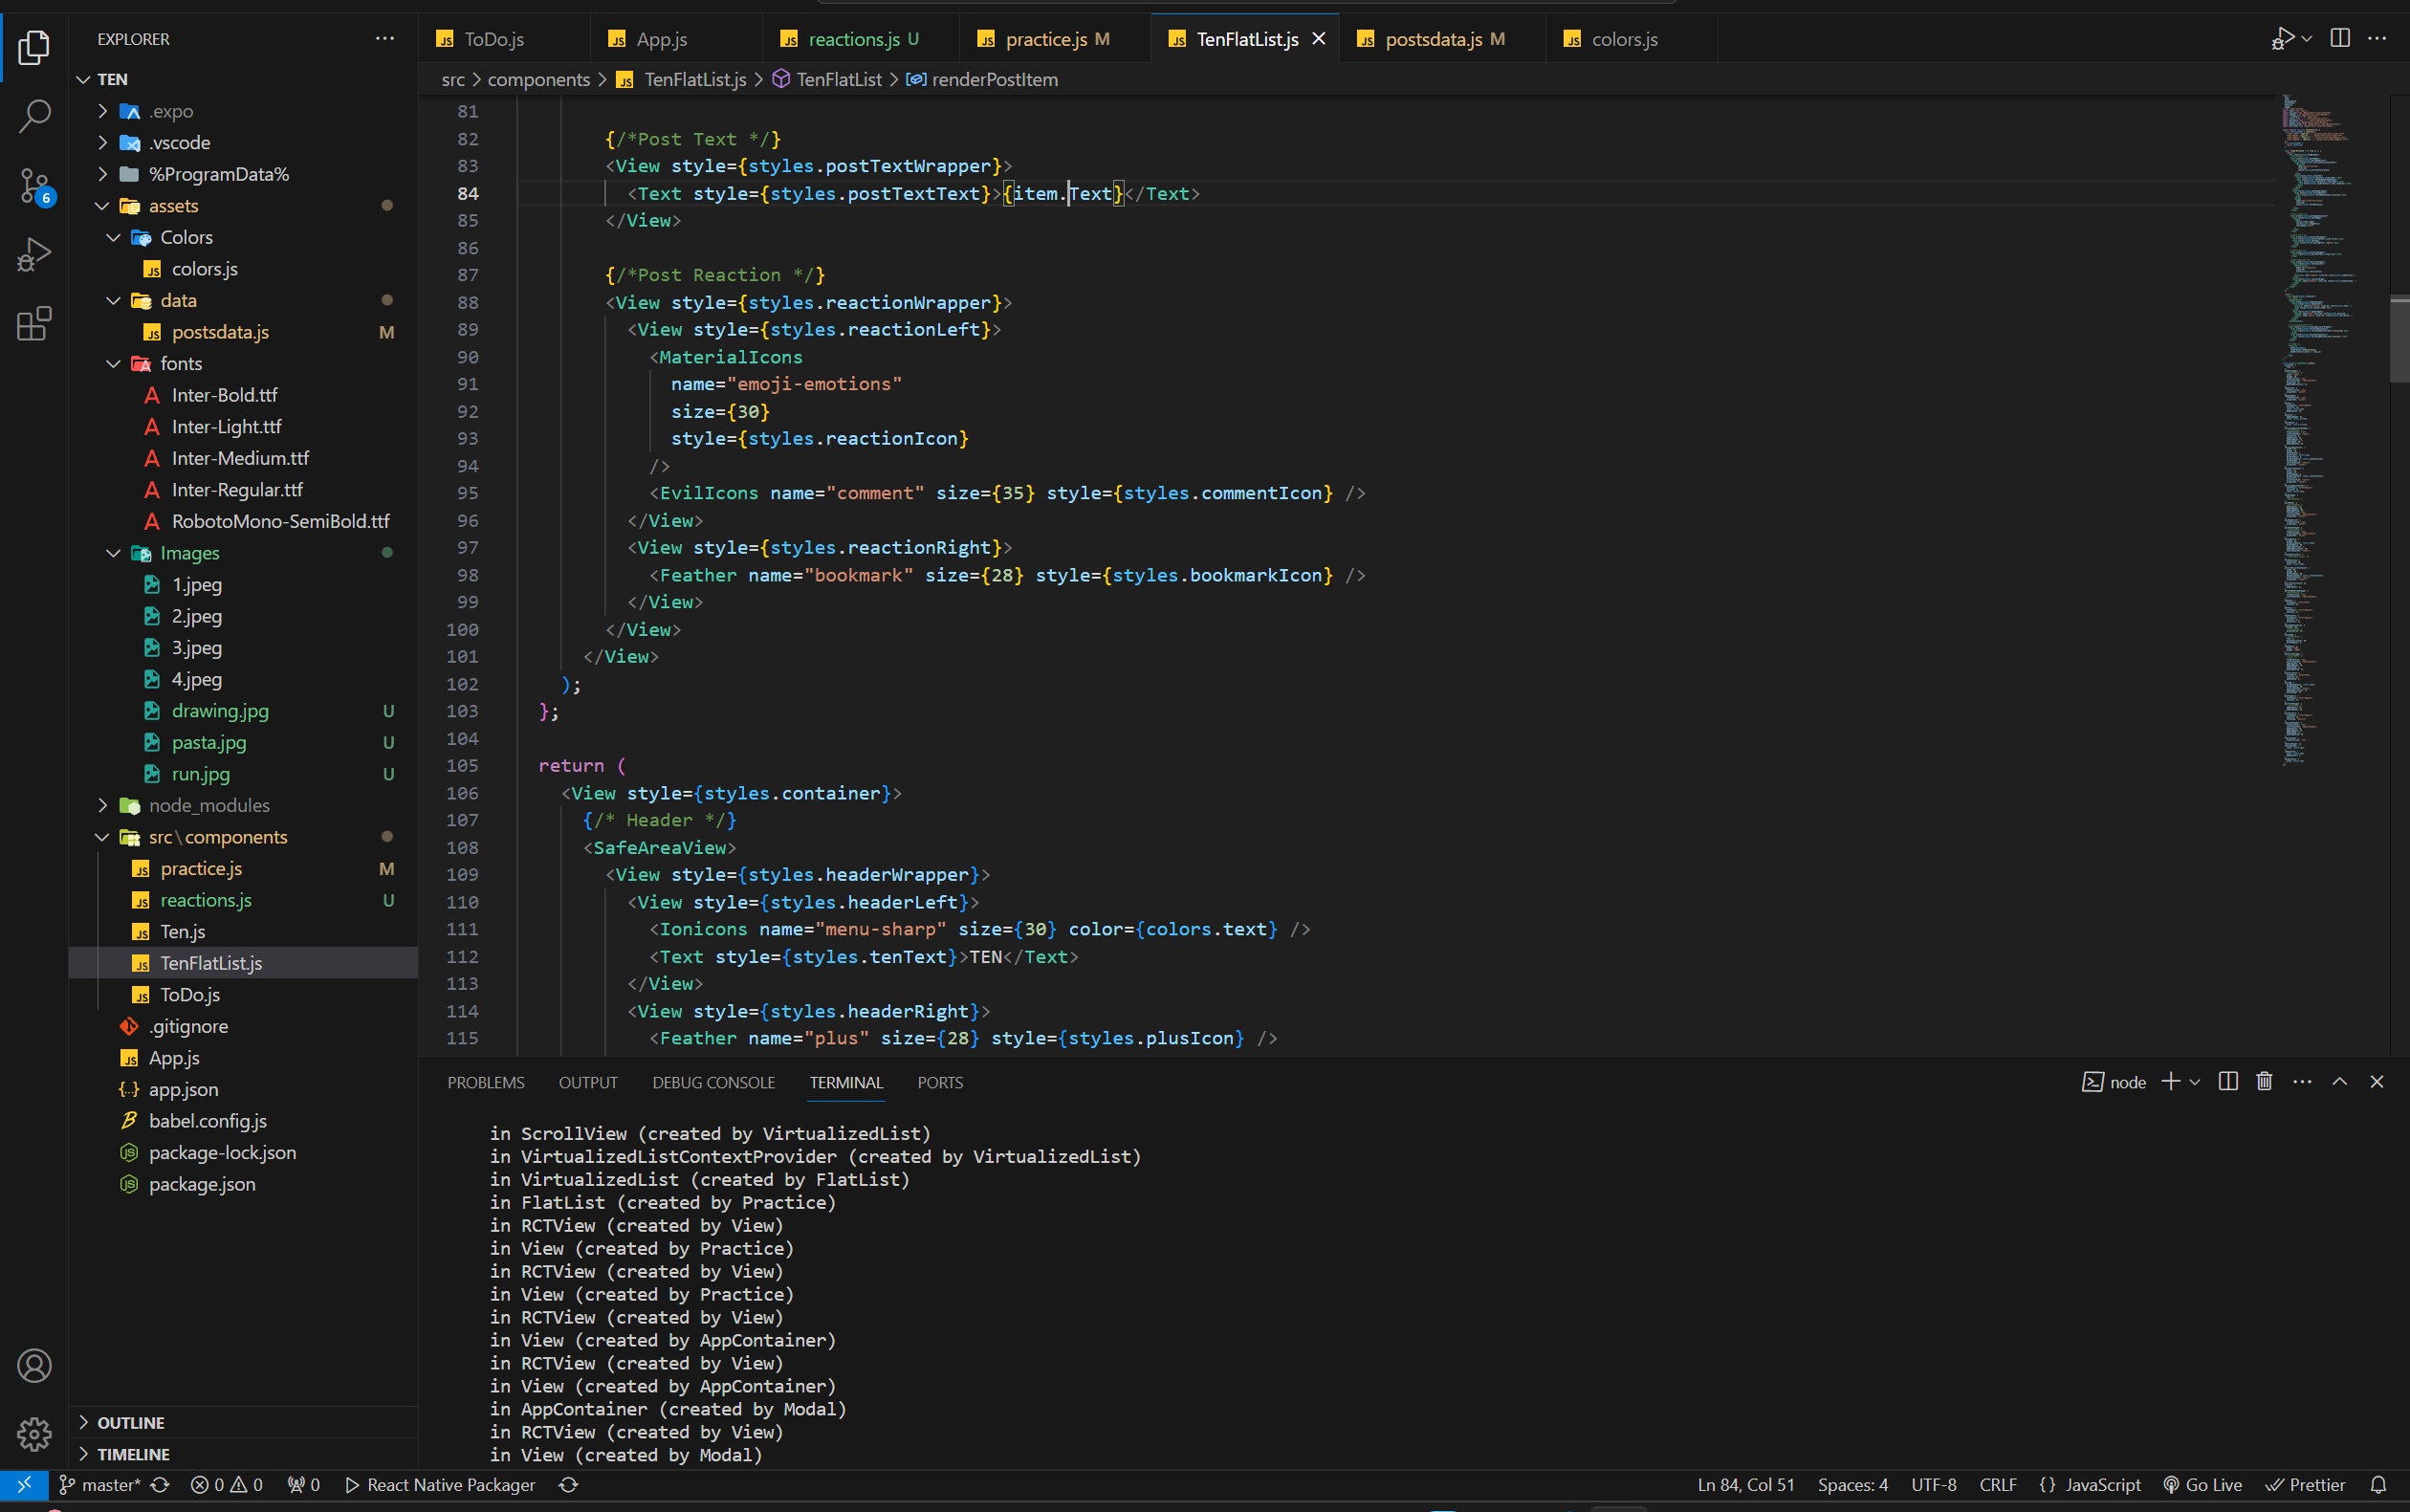 EXPLORER
TEN
.expo
.vscode
%ProgramData%
assets
Colors
colors.js
data
postsdata.js M
fonts
Inter-Bold.ttf
Inter-Light.ttf
Inter-Medium.ttf
Inter-Regular.ttf
RobotoMono-SemiBold.ttf
Images
1.jpeg
2.jpeg
3.jpeg
4.jpeg
drawing.jpg U
pasta.jpg U
run.jpg U
node_modules
src\components
practice.js M
reactions.js U
Ten.js
TenFlatList.js
ToDo.js
.gitignore
App.js
app.json
babel.config.js
package-lock.json
package.json
OUTLINE
TIMELINE
6
ToDo.js App.js reactions.js U practice.js M TenFlatList.js postsdata.js M colors.js
src > components > TenFlatList.js > TenFlatList > renderPostItem
81
82 {/*Post Text */}
83 <View style={styles.postTextWrapper}>
84 <Text style={styles.postTextText}>{item.Text}</Text>
85 </View>
86
87 {/*Post Reaction */}
88 <View style={styles.reactionWrapper}>
89 <View style={styles.reactionLeft}>
90 <MaterialIcons
91 name="emoji-emotions"
92 size={30}
93 style={styles.reactionIcon}
94 />
95 <EvilIcons name="comment" size={35} style={styles.commentIcon} />
96 </View>
97 <View style={styles.reactionRight}>
98 <Feather name="bookmark" size={28} style={styles.bookmarkIcon} />
99 </View>
100 </View>
101 </View>
102 );
103 };
104
105 return (
106 <View style={styles.container}>
107 {/* Header */}
108 <SafeAreaView>
109 <View style={styles.headerWrapper}>
110 <View style={styles.headerLeft}>
111 <Ionicons name="menu-sharp" size={30} color={colors.text} />
112 <Text style={styles.tenText}>TEN</Text>
113 </View>
114 <View style={styles.headerRight}>
115 <Feather name="plus" size={28} style={styles.plusIcon} />
PROBLEMS OUTPUT DEBUG CONSOLE TERMINAL PORTS node
in ScrollView (created by VirtualizedList)
in VirtualizedListContextProvider (created by VirtualizedList)
in VirtualizedList (created by FlatList)
in FlatList (created by Practice)
in RCTView (created by View)
in View (created by Practice)
in RCTView (created by View)
in View (created by Practice)
in RCTView (created by View)
in View (created by AppContainer)
in RCTView (created by View)
in View (created by AppContainer)
in AppContainer (created by Modal)
in RCTView (created by View)
in View (created by Modal)
master* 0 0 0 React Native Packager Ln 84, Col 51 Spaces: 4 UTF-8 CRLF {} JavaScript Go Live Prettier